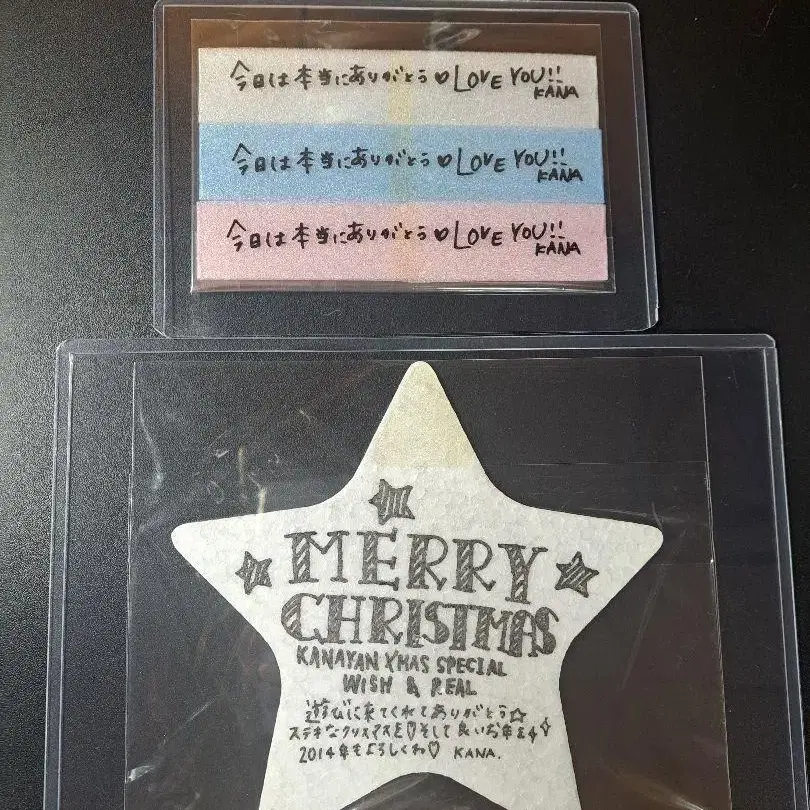 今日は本当にありがとう♡LOVE YOU!!
KANA
今日は本当にありがとう♡LOVE YOU!!
KANA
今日は本当にありがとう♡LOVE YOU!!
KANA
MERRY
CHRISTMAS
KANAYAN XMAS SPECIAL
WISH & REAL
遊びに来てくれてありがとう☆
ステキなクリスマスを♡そして良いお年を
2014年もよろしくね♡ KANA.